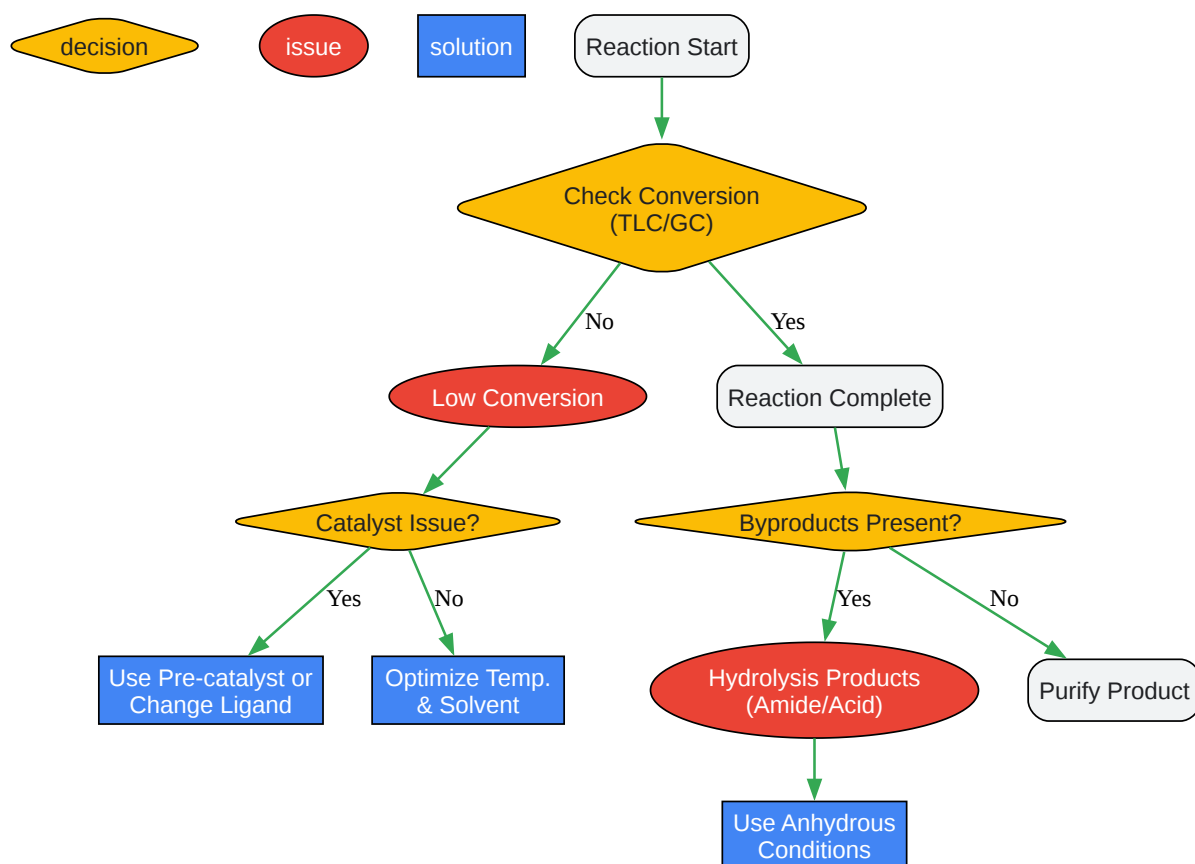 decision
issue
solution
Reaction Start
Check Conversion
(TLC/GC)
No
Yes
Low Conversion
Reaction Complete
Catalyst Issue?
Byproducts Present?
Yes
No
Yes
No
Use Pre-catalyst or
Change Ligand
Optimize Temp.
& Solvent
Hydrolysis Products
(Amide/Acid)
Purify Product
Use Anhydrous
Conditions